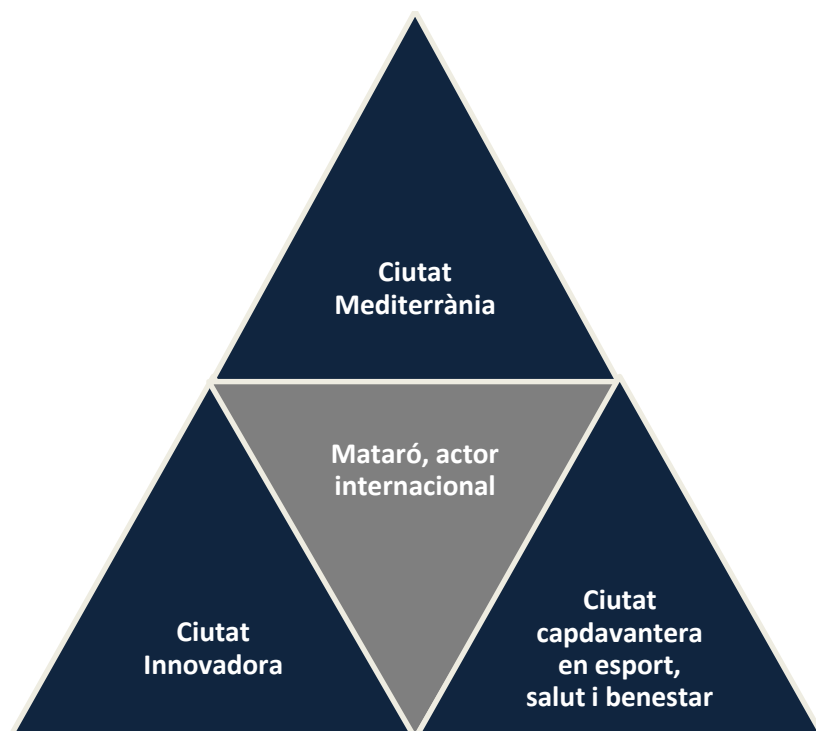 Ciutat
Mediterrània
Mataró, actor
internacional
Ciutat
Innovadora
Ciutat
capdavantera
en esport,
salut i benestar